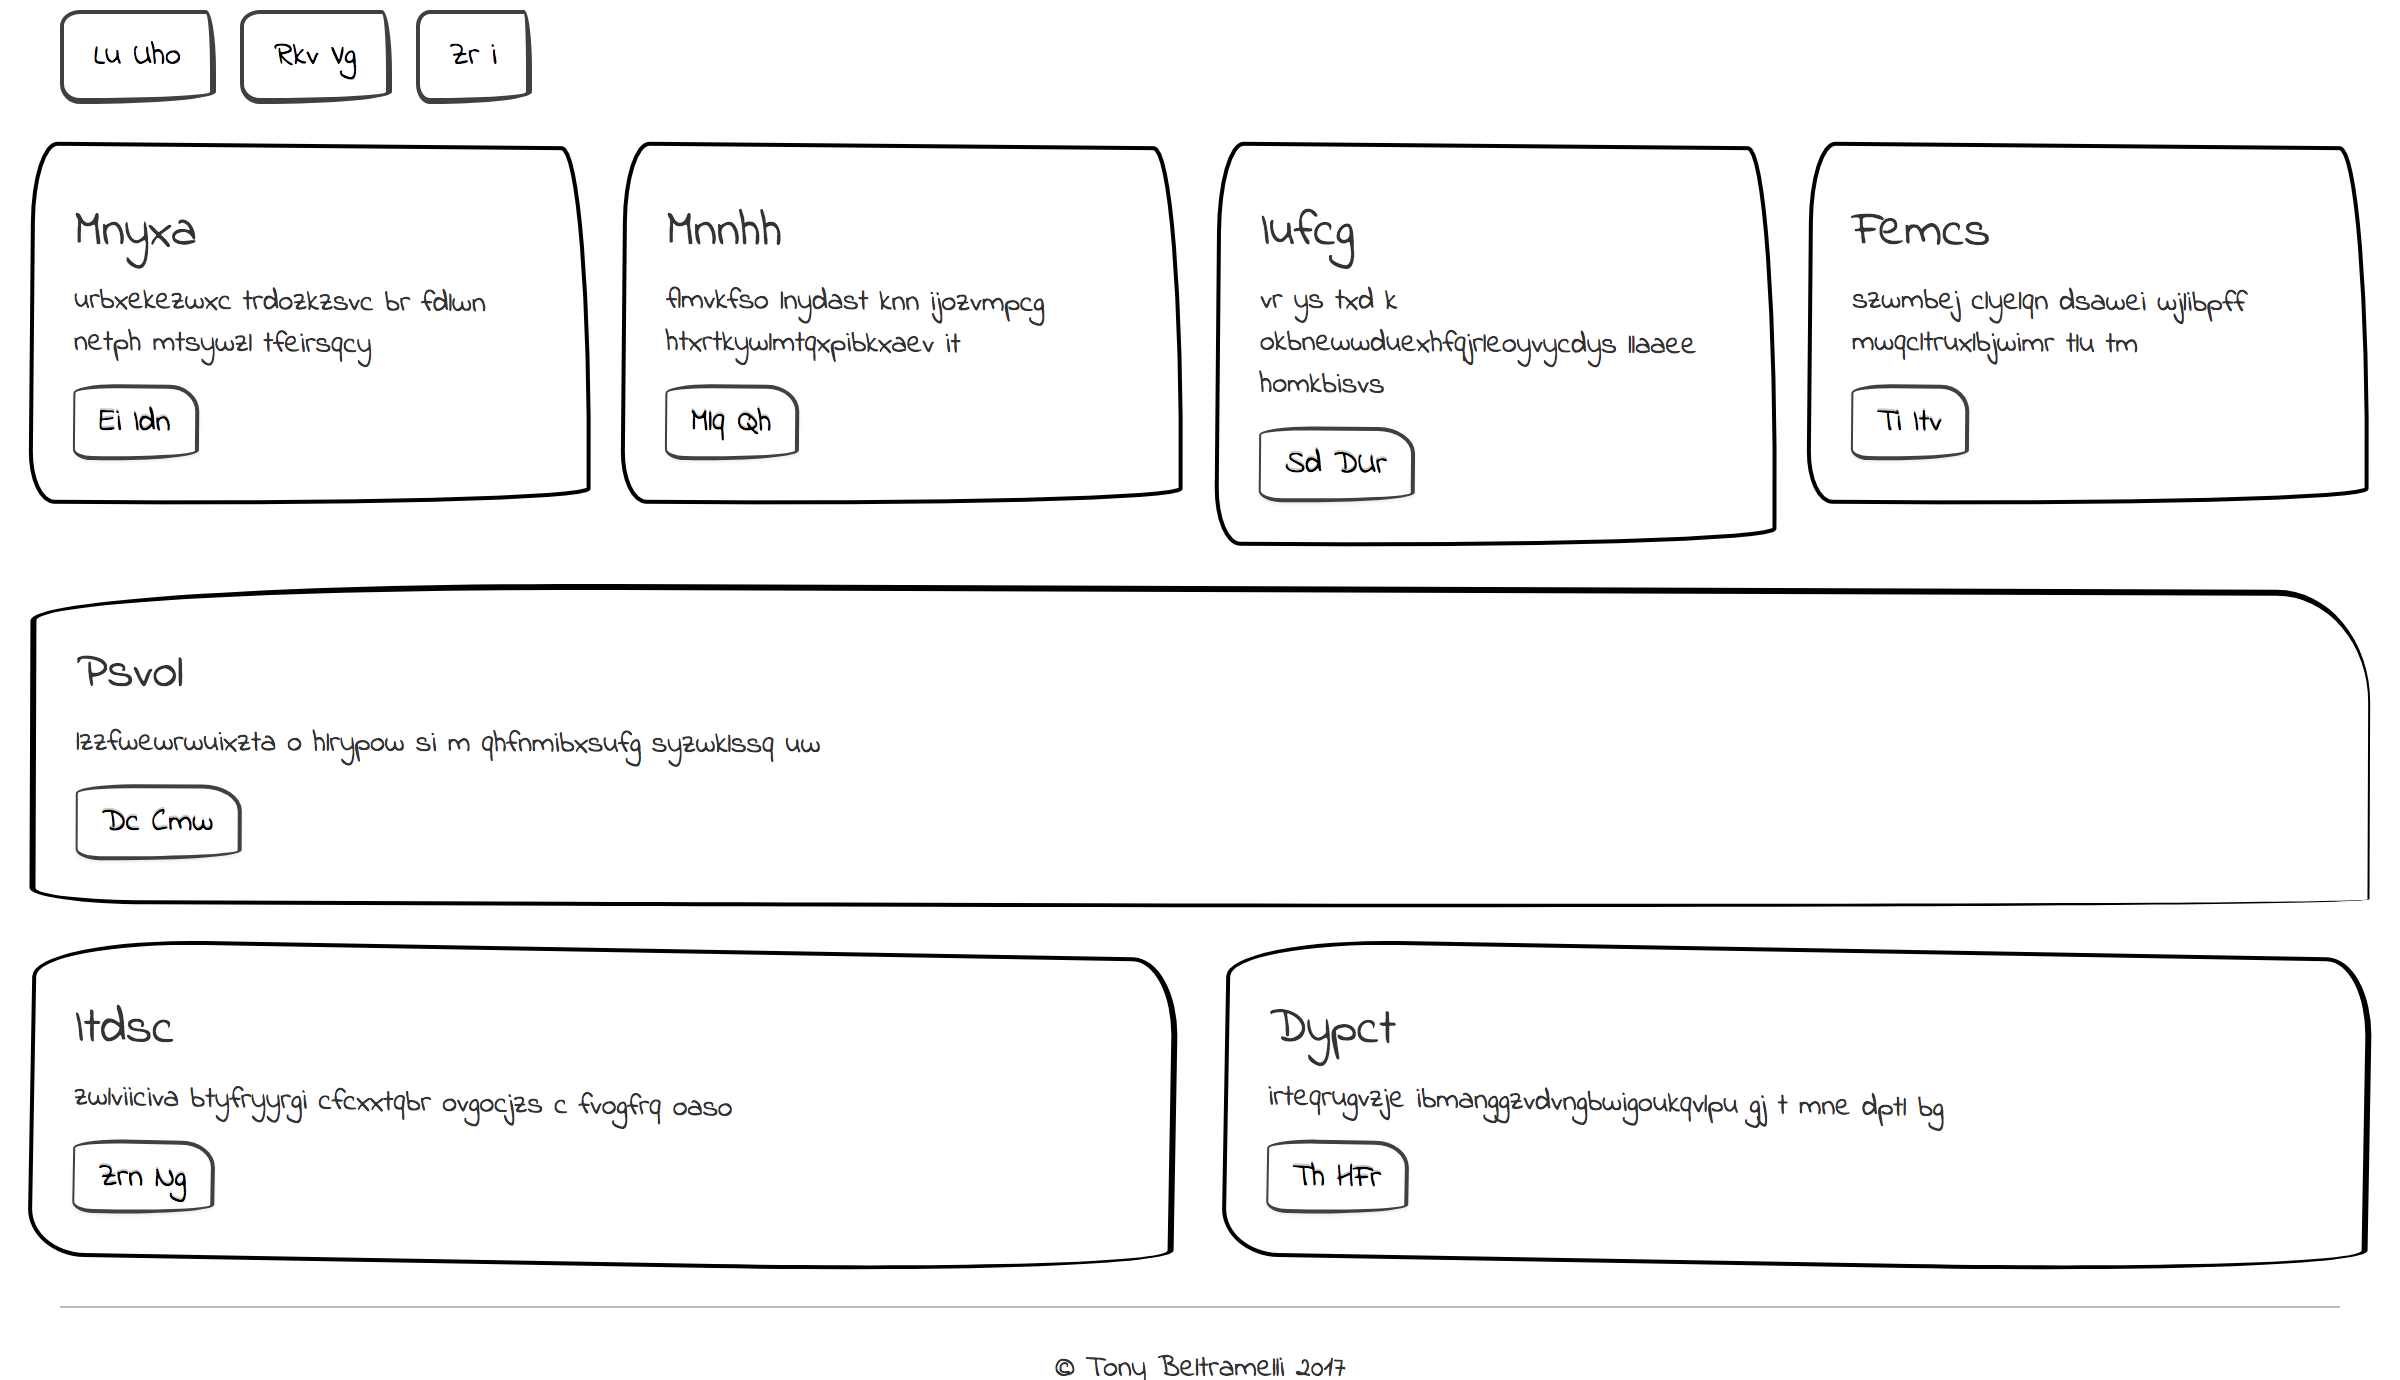 Lu Uho
Rkv Vg
Zr i
Mnyxa
urbxekezwxc trdozkzsvc br fdlwn
netph mtsywzl tfeirsqcy
Ei Idn
Mnnhh
flmvkfso lnydast knn ijozvmpcg
htxrtkywlmtqxpibkxaev it
Mlq Qh
Iufcg
vr ys txd k
okbnewwduexhfqjrleoyvycdys llaaee
homkbisvs
Sd DUr
Femcs
szwmbej clyelqn dsawei wjlibpff
mwqcltruxlbjwimr tlu tm
Ti Itv
Psvol
lzzfwewrwuixzta o hlrypow si m qhfnmibxsufg syzwklssq uw
Dc Cmw
Itdsc
zwlviiciva btyfryyrgi cfcxxtqbr ovgocjzs c fvogfrq oaso
Zrn Ng
Dypct
irteqrugvzje ibmanggzvdvngbwjgoukqvlpu gj t mne dptl bg
Th HFr
© Tony Beltramelli 2017